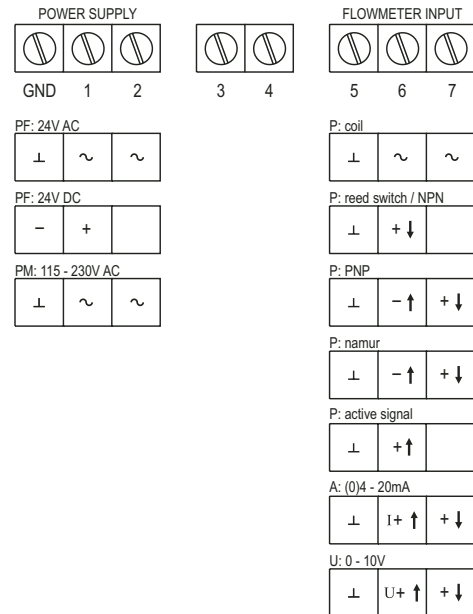 POWER SUPPLY
FLOWMETER INPUT
GND 1 2 3 4 5 6 7
PF: 24V AC
⊥ ~ ~
PF: 24V DC
− +
PM: 115 - 230V AC
⊥ ~ ~
P: coil
⊥ ~ ~
P: reed switch / NPN
⊥ +⬇
P: PNP
⊥ −⬆ +⬇
P: namur
⊥ −⬆ +⬇
P: active signal
⊥ +⬆
A: (0)4 - 20mA
⊥ I+ ⬆ +⬇
U: 0 - 10V
⊥ U+ ⬆ +⬇